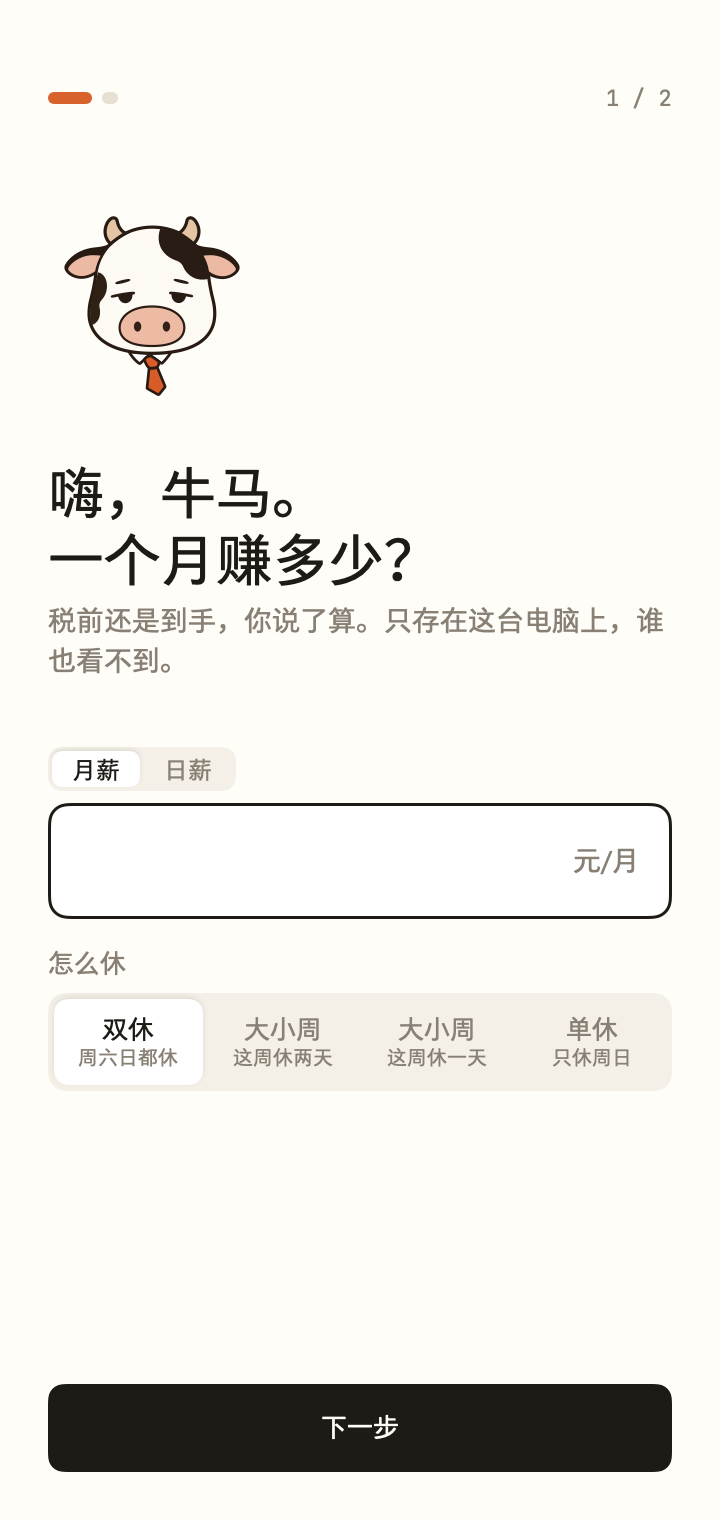 1 / 2
嗨，牛马。
一个月赚多少？
税前还是到手，你说了算。只存在这台电脑上，谁
也看不到。
月薪 日薪
元/月
怎么休
双休 大小周 大小周 单休
周六日都休 这周休两天 这周休一天 只休周日
下一步